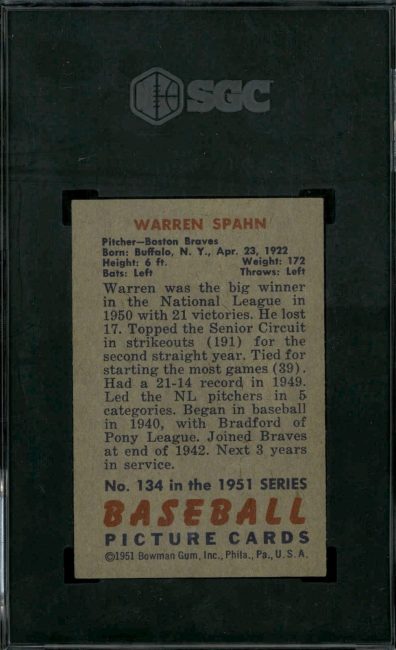 SGC
WARREN SPAHN
Pitcher—Boston Braves
Born: Buffalo, N. Y., Apr. 23, 1922
Height: 6 ft. Weight: 172
Bats: Left Throws: Left
Warren was the big winner
in the National League in
1950 with 21 victories. He lost
17. Topped the Senior Circuit
in strikeouts (191) for the
second straight year. Tied for
starting the most games (39).
Had a 21-14 record in 1949.
Led the NL pitchers in 5
categories. Began in baseball
in 1940, with Bradford of
Pony League. Joined Braves
at end of 1942. Next 3 years
in service.
No. 134 in the 1951 SERIES
BASEBALL
PICTURE CARDS
©1951 Bowman Gum, Inc., Phila., Pa., U. S. A.